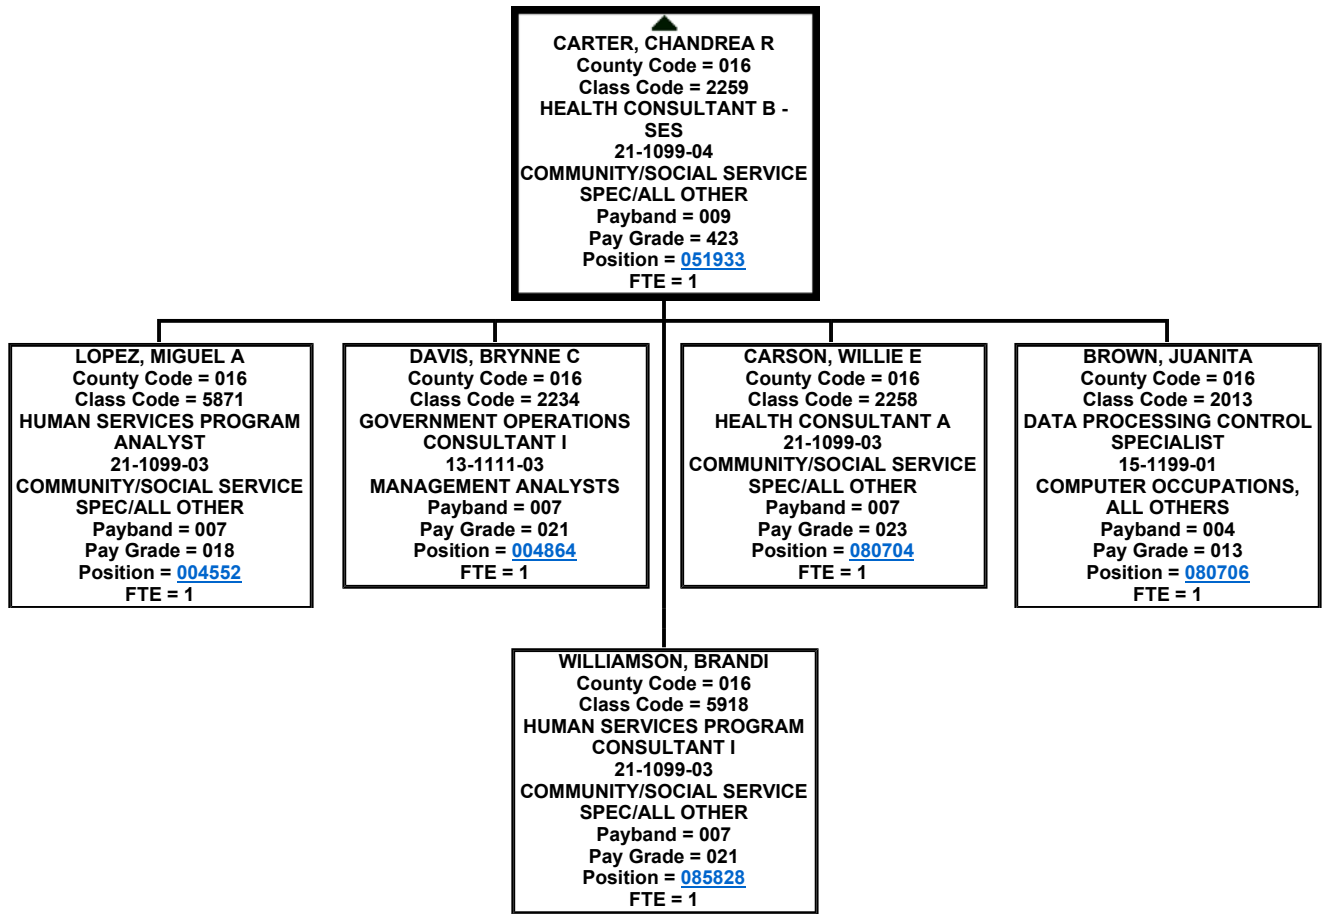 CARTER, CHANDREA R
County Code = 016
Class Code = 2259
HEALTH CONSULTANT B -
SES
21-1099-04
COMMUNITY/SOCIAL SERVICE
SPEC/ALL OTHER
Payband = 009
Pay Grade = 423
Position = 051933
FTE = 1
LOPEZ, MIGUEL A
County Code = 016
Class Code = 5871
HUMAN SERVICES PROGRAM
ANALYST
21-1099-03
COMMUNITY/SOCIAL SERVICE
SPEC/ALL OTHER
Payband = 007
Pay Grade = 018
Position = 004552
FTE = 1
DAVIS, BRYNNE C
County Code = 016
Class Code = 2234
GOVERNMENT OPERATIONS
CONSULTANT I
13-1111-03
MANAGEMENT ANALYSTS
Payband = 007
Pay Grade = 021
Position = 004864
FTE = 1
CARSON, WILLIE E
County Code = 016
Class Code = 2258
HEALTH CONSULTANT A
21-1099-03
COMMUNITY/SOCIAL SERVICE
SPEC/ALL OTHER
Payband = 007
Pay Grade = 023
Position = 080704
FTE = 1
BROWN, JUANITA
County Code = 016
Class Code = 2013
DATA PROCESSING CONTROL
SPECIALIST
15-1199-01
COMPUTER OCCUPATIONS,
ALL OTHERS
Payband = 004
Pay Grade = 013
Position = 080706
FTE = 1
WILLIAMSON, BRANDI
County Code = 016
Class Code = 5918
HUMAN SERVICES PROGRAM
CONSULTANT I
21-1099-03
COMMUNITY/SOCIAL SERVICE
SPEC/ALL OTHER
Payband = 007
Pay Grade = 021
Position = 085828
FTE = 1